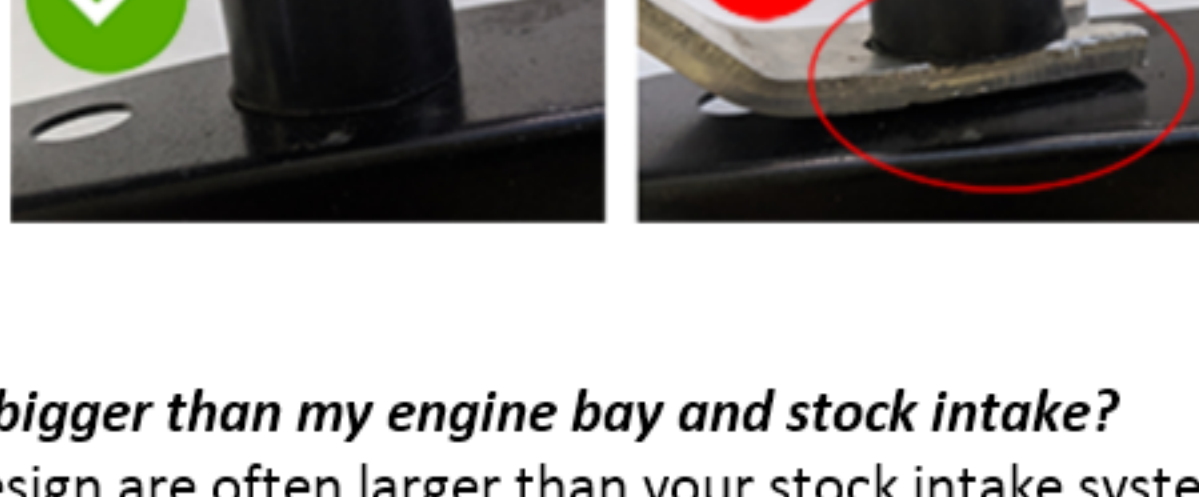 bigger than my engine bay and stock intake?
esign are often larger than your stock intake syste